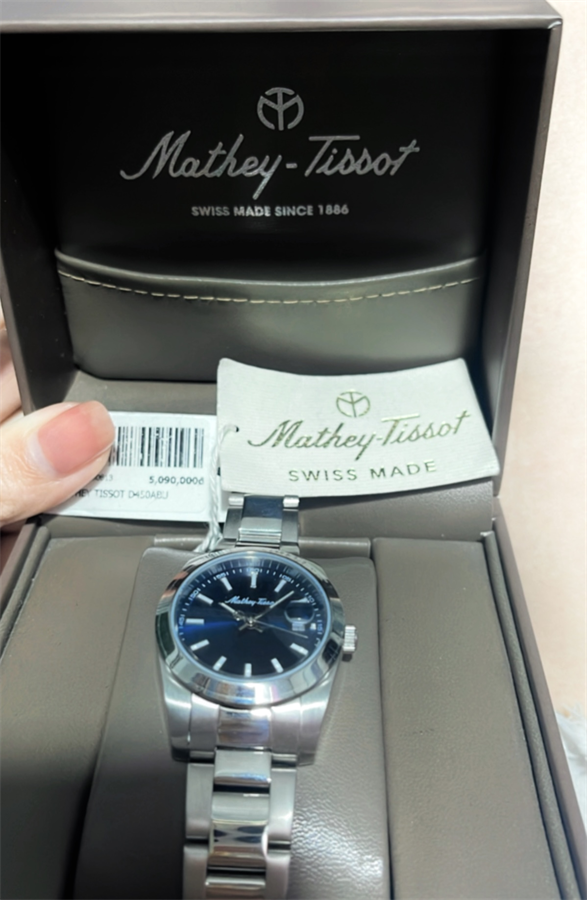 Mathey-Tissot
SWISS MADE SINCE 1886
Mathey-Tissot
SWISS MADE
5,090,000đ
TISSOT D450ABU
Mathey-Tissot